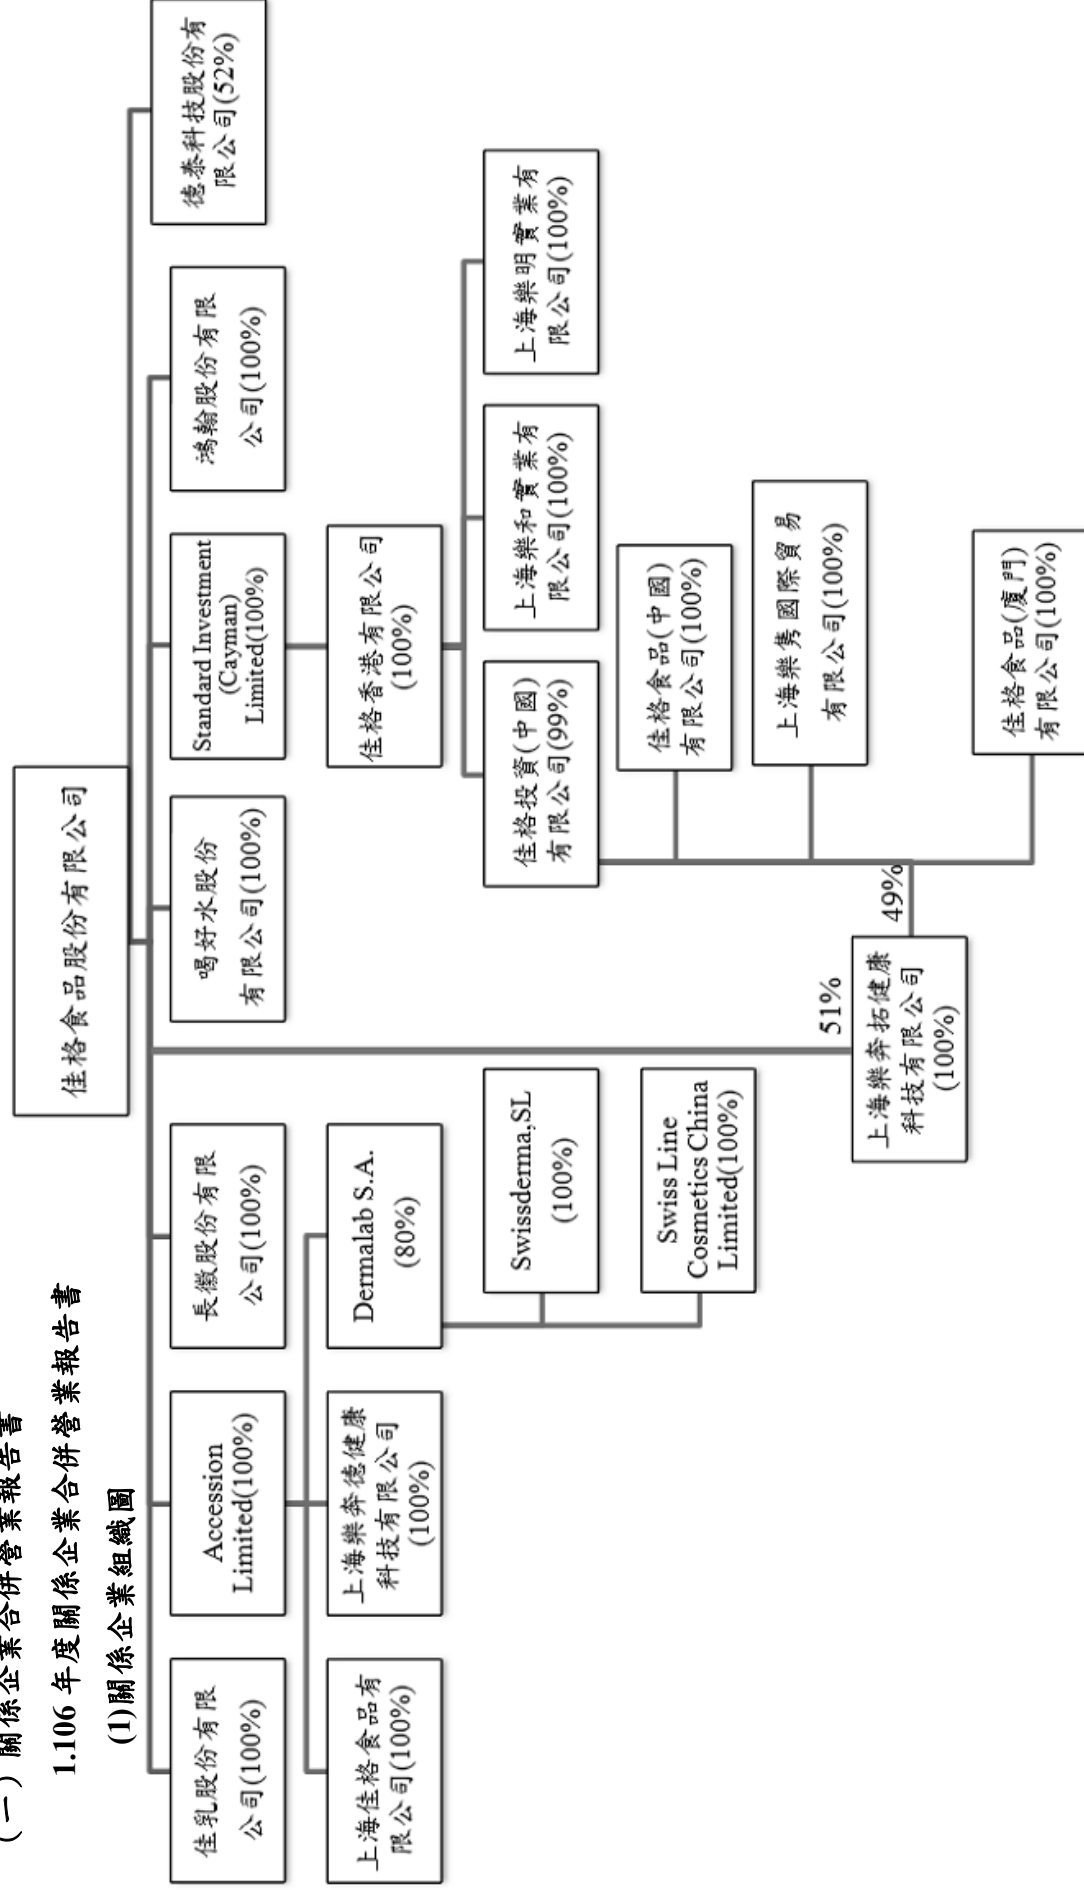 (一) 關係企業合併營業報告書
1.106 年度關係企業合併營業報告書
(1)關係企業組織圖
佳格食品股份有限公司
佳乳股份有限
公司(100%)
Accession
Limited(100%)
長徽股份有限
公司(100%)
喝好水股份
有限公司(100%)
Standard Investment
(Cayman)
Limited(100%)
鴻翰股份有限
公司(100%)
德泰科技股份有
限公司(52%)
上海佳格食品有
限公司(100%)
上海樂奔德健康
科技有限公司
(100%)
Dermalab S.A.
(80%)
佳格香港有限公司
(100%)
Swissderma,SL
(100%)
佳格投資(中國)
有限公司(99%)
上海樂和實業有
限公司(100%)
上海樂明實業有
限公司(100%)
Swiss Line
Cosmetics China
Limited(100%)
佳格食品(中國)
有限公司(100%)
上海樂雋國際貿易
有限公司(100%)
51%
49%
上海樂奔拓健康
科技有限公司
(100%)
佳格食品(廈門)
有限公司(100%)